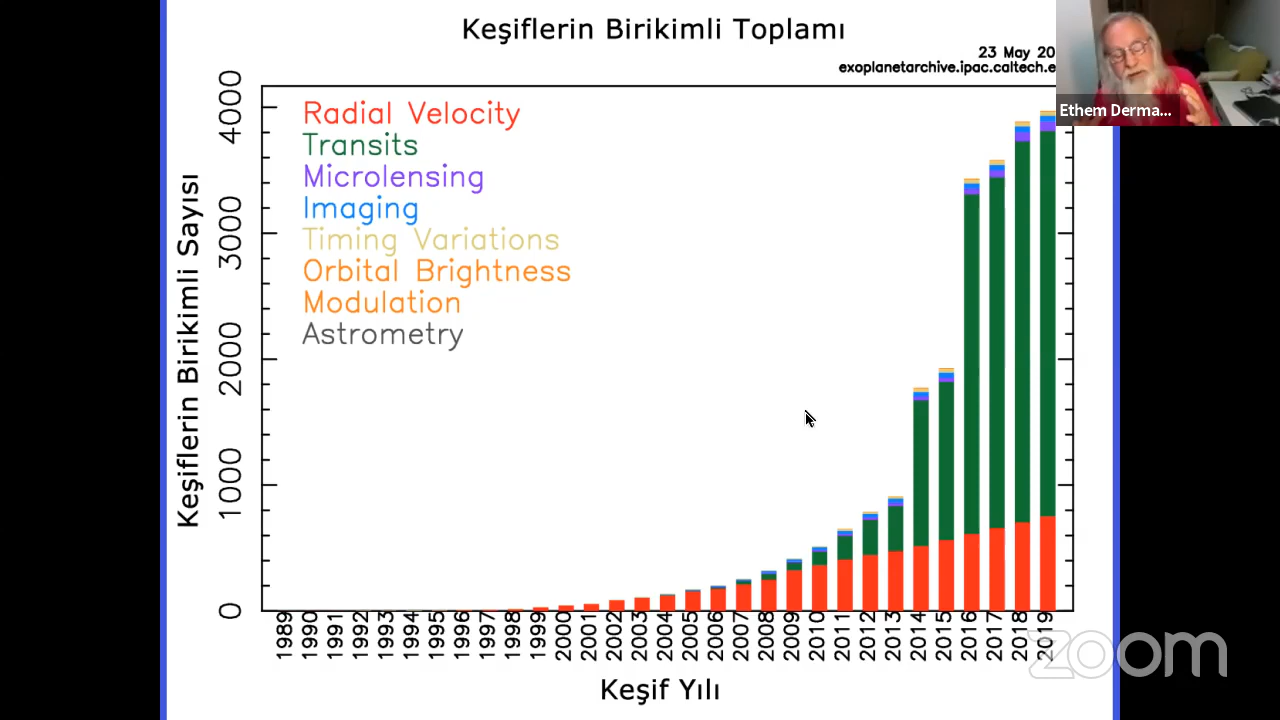 Keşiflerin Birikimli Toplamı
23 May 20
exoplanetarchive.ipac.caltech.e
Ethem Derma...
Radial Velocity
Transits
Microlensing
Imaging
Timing Variations
Orbital Brightness
Modulation
Astrometry
Keşiflerin Birikimli Sayısı
4000
3000
2000
1000
0
1989
1990
1991
1992
1993
1994
1995
1996
1997
1998
1999
2000
2001
2002
2003
2004
2005
2006
2007
2008
2009
2010
2011
2012
2013
2014
2015
2016
2017
2018
2019
zoom
Keşif Yılı